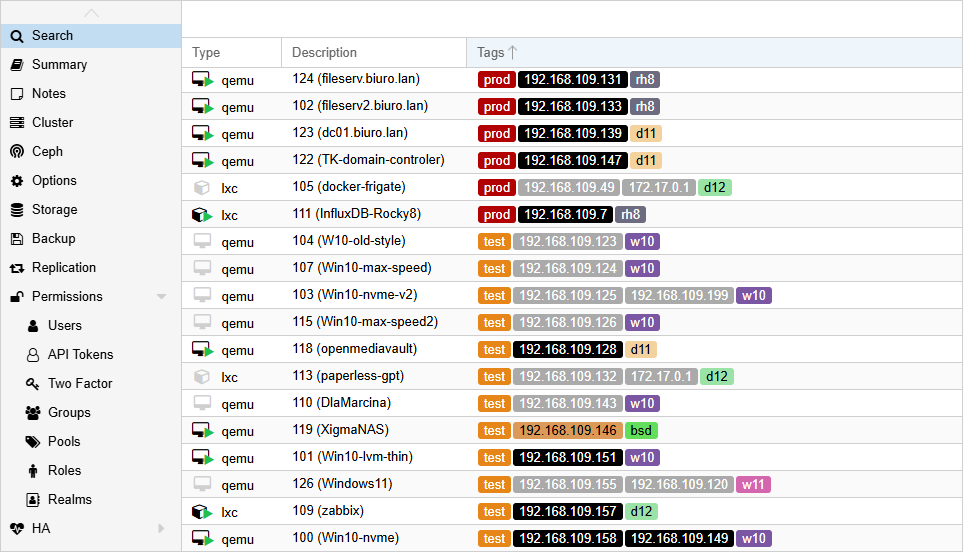 Search
Summary
Notes
Cluster
Ceph
Options
Storage
Backup
Replication
Permissions
Users
API Tokens
Two Factor
Groups
Pools
Roles
Realms
HA
Type Description Tags
qemu 124 (fileserv.biuro.lan) prod 192.168.109.131 rh8
qemu 102 (fileserv2.biuro.lan) prod 192.168.109.133 rh8
qemu 123 (dc01.biuro.lan) prod 192.168.109.139 d11
qemu 122 (TK-domain-controler) prod 192.168.109.147 d11
lxc 105 (docker-frigate) prod 192.168.109.49 172.17.0.1 d12
lxc 111 (InfluxDB-Rocky8) prod 192.168.109.7 rh8
qemu 104 (W10-old-style) test 192.168.109.123 w10
qemu 107 (Win10-max-speed) test 192.168.109.124 w10
qemu 103 (Win10-nvme-v2) test 192.168.109.125 192.168.109.199 w10
qemu 115 (Win10-max-speed2) test 192.168.109.126 w10
qemu 118 (openmediavault) test 192.168.109.128 d11
lxc 113 (paperless-gpt) test 192.168.109.132 172.17.0.1 d12
qemu 110 (DlaMarcina) test 192.168.109.143 w10
qemu 119 (XigmaNAS) test 192.168.109.146 bsd
qemu 101 (Win10-lvm-thin) test 192.168.109.151 w10
qemu 126 (Windows11) test 192.168.109.155 192.168.109.120 w11
lxc 109 (zabbix) test 192.168.109.157 d12
qemu 100 (Win10-nvme) test 192.168.109.158 192.168.109.149 w10